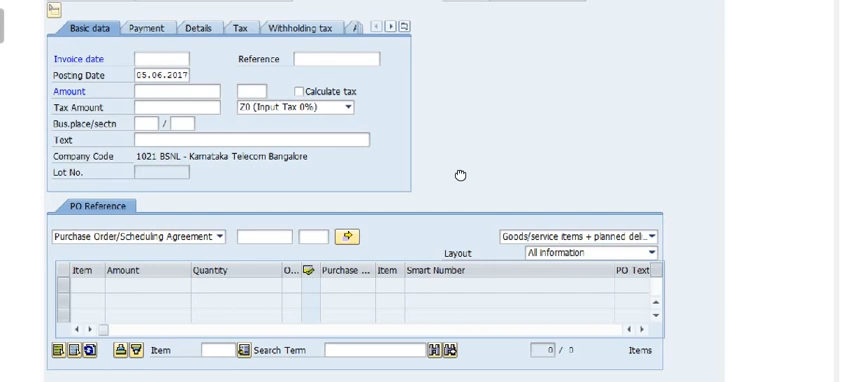 Basic data Payment Details Tax Withholding tax
Invoice date Reference
Posting Date 05.06.2017
Amount Calculate tax
Tax Amount Z0 (Input Tax 0%)
Bus.place/sectn /
Text
Company Code 1021 BSNL - Karnataka Telecom Bangalore
Lot No.
PO Reference
Purchase Order/Scheduling Agreement Goods/service items + planned deli...
Layout All information
Item Amount Quantity O... Purchase ... Item Smart Number PO Text
Item Search Term 0 / 0 Items